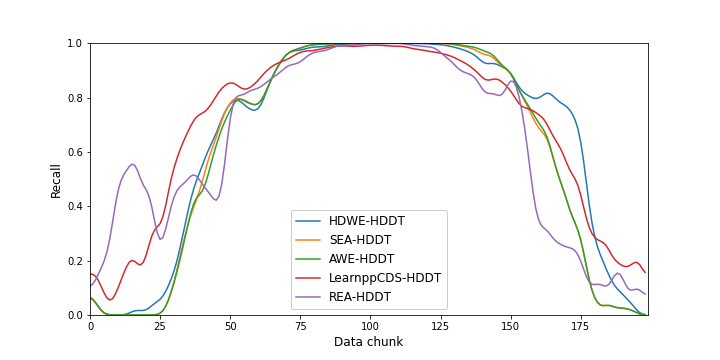 1.0
0.8
0.6
0.4
0.2
0.0
Recall
HDWE-HDDT
SEA-HDDT
AWE-HDDT
LearnppCDS-HDDT
REA-HDDT
0 25 50 75 100 125 150 175
Data chunk